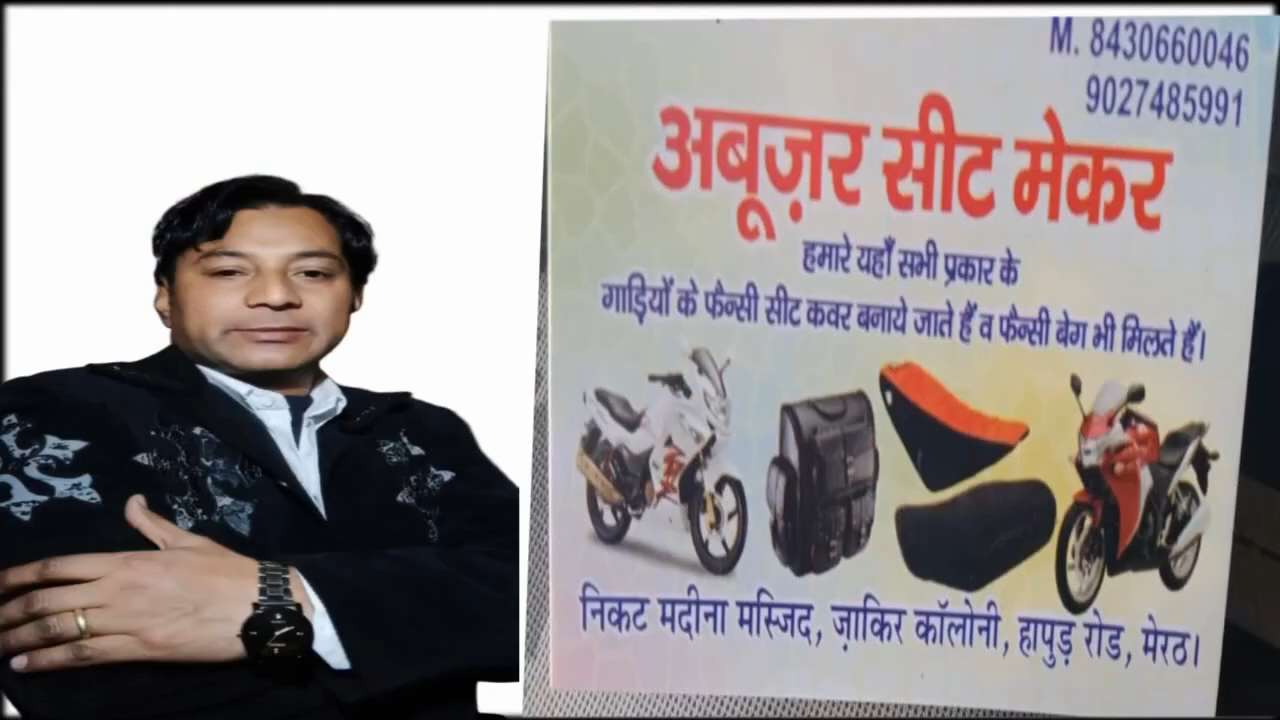 M. 8430660046
9027485991
अबूज़र सीट मेकर
हमारे यहाँ सभी प्रकार के
गाड़ियों के फैन्सी सीट कवर बनाये जाते हैं व फैन्सी बेग भी मिलते हैं।
निकट मदीना मस्जिद, ज़ाकिर कॉलोनी, हापुड़ रोड, मेरठ।